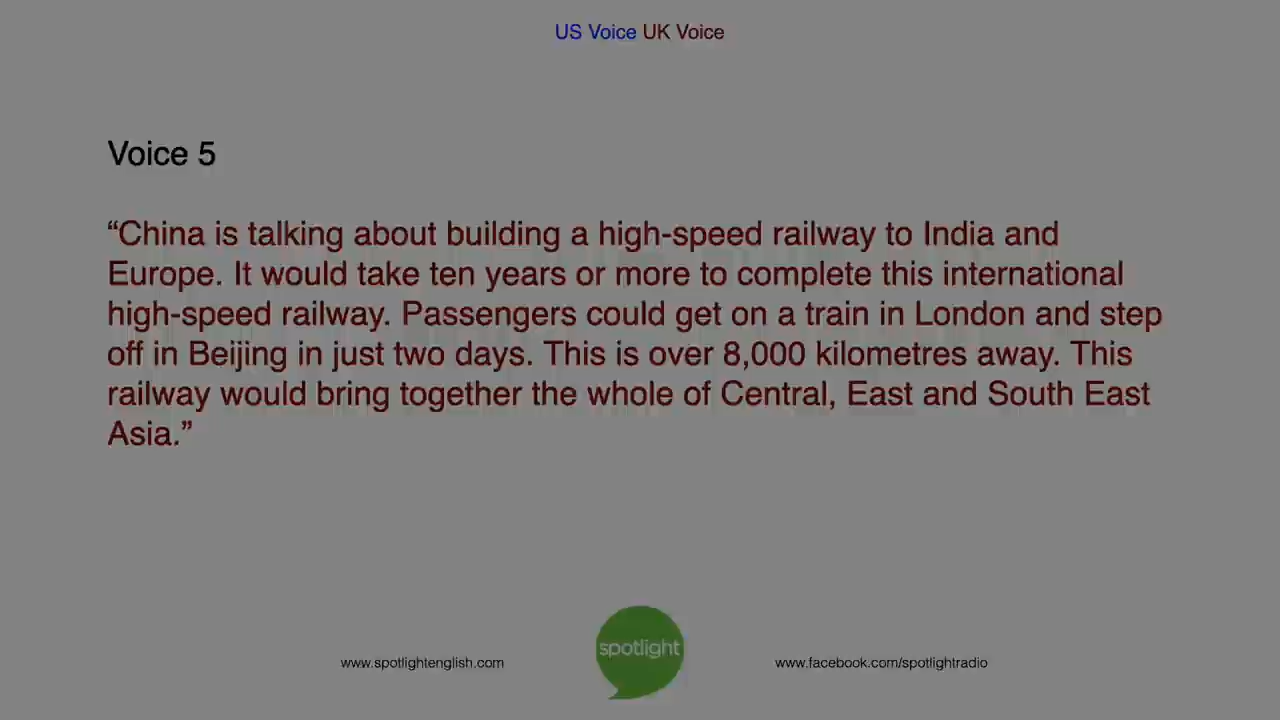 US Voice UK Voice
Voice 5
“China is talking about building a high-speed railway to India and
Europe. It would take ten years or more to complete this international
high-speed railway. Passengers could get on a train in London and step
off in Beijing in just two days. This is over 8,000 kilometres away. This
railway would bring together the whole of Central, East and South East
Asia.”
spotlight
www.spotlightenglish.com
www.facebook.com/spotlightradio